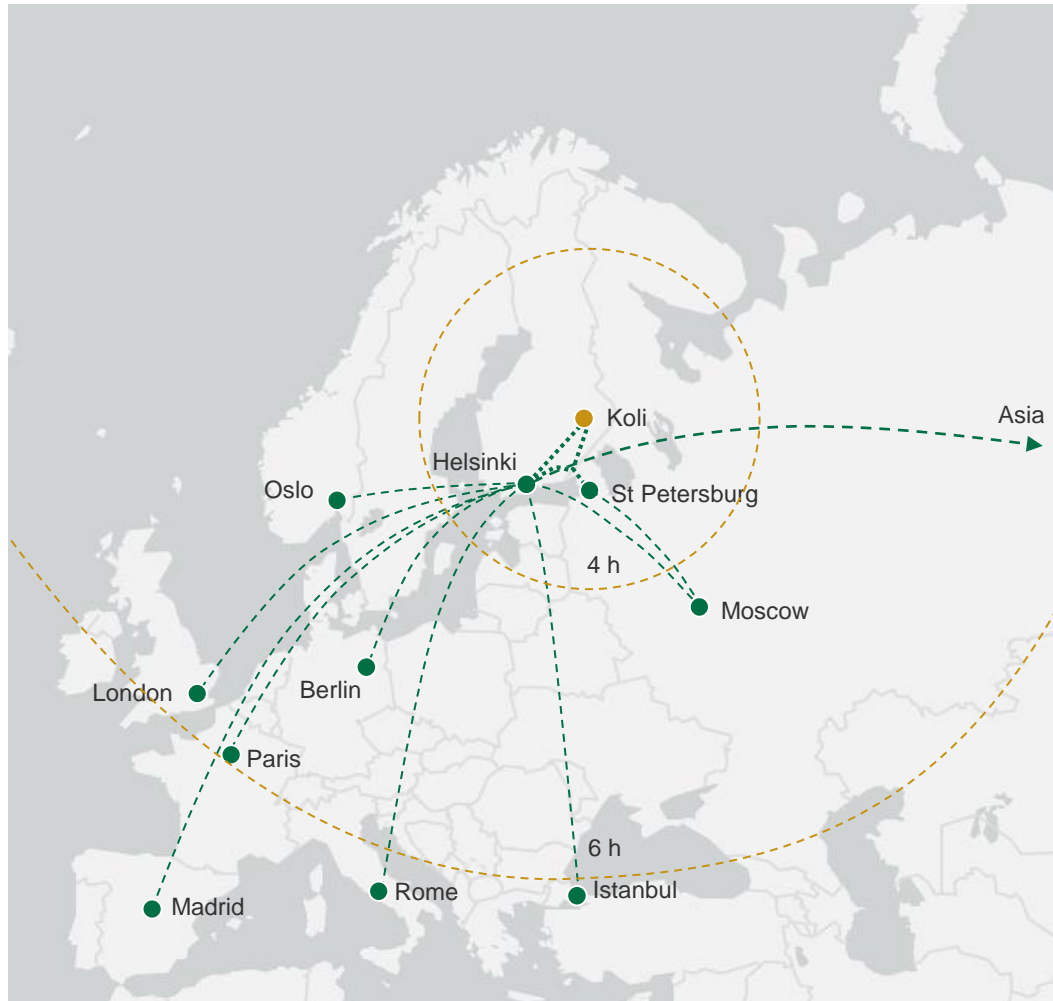 Koli
Asia
Helsinki
Oslo
St Petersburg
4 h
Moscow
London
Berlin
Paris
6 h
Madrid
Rome
Istanbul